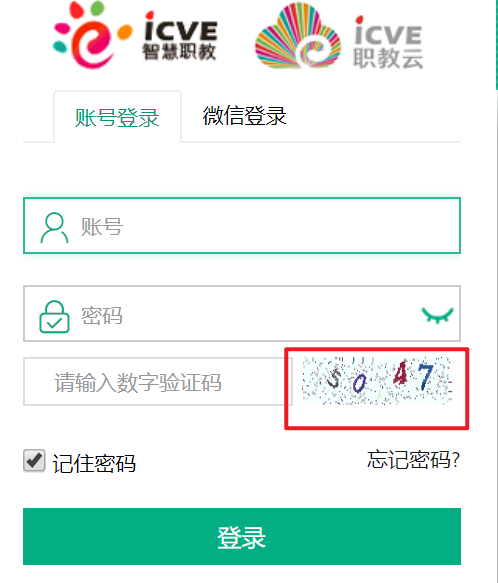 iCVE iCVE
智慧职教 职教云
账号登录 微信登录
账号
密码
请输入数字验证码
记住密码 忘记密码?
登录